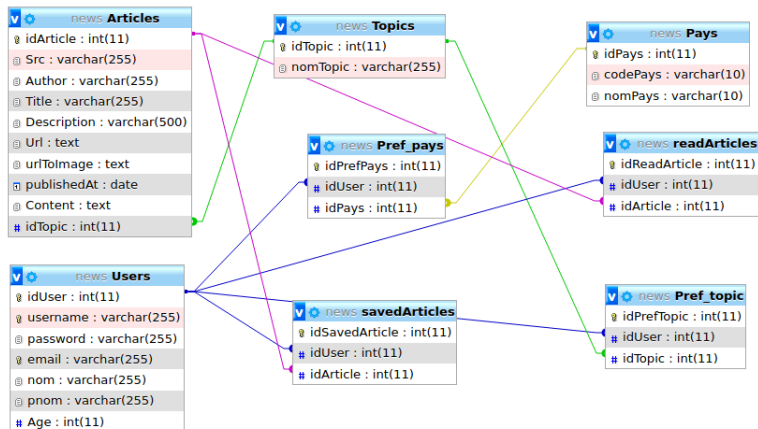 news Articles
idArticle : int(11)
Src : varchar(255)
Author : varchar(255)
Title : varchar(255)
Description : varchar(500)
Url : text
urlToImage : text
publishedAt : date
Content : text
idTopic : int(11)
news Topics
idTopic : int(11)
nomTopic : varchar(255)
news Pays
idPays : int(11)
codePays : varchar(10)
nomPays : varchar(10)
news Pref_pays
idPrefPays : int(11)
idUser : int(11)
idPays : int(11)
news readArticles
idReadArticle : int(11)
idUser : int(11)
idArticle : int(11)
news Users
idUser : int(11)
username : varchar(255)
password : varchar(255)
email : varchar(255)
nom : varchar(255)
pnom : varchar(255)
Age : int(11)
news savedArticles
idSavedArticle : int(11)
idUser : int(11)
idArticle : int(11)
news Pref_topic
idPrefTopic : int(11)
idUser : int(11)
idTopic : int(11)